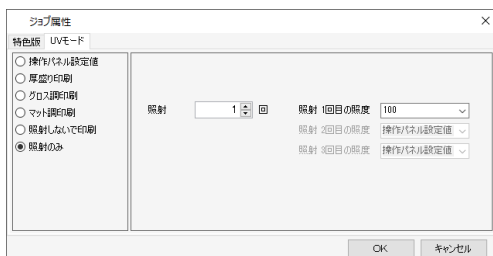 ジョブ属性
特色版 UVモード
操作パネル設定値
厚盛り印刷
グロス調印刷
マット調印刷
照射しないで印刷
照射のみ
照射 1 回 照射 1回目の照度 100
照射 2回目の照度 操作パネル設定値
照射 3回目の照度 操作パネル設定値
OK キャンセル